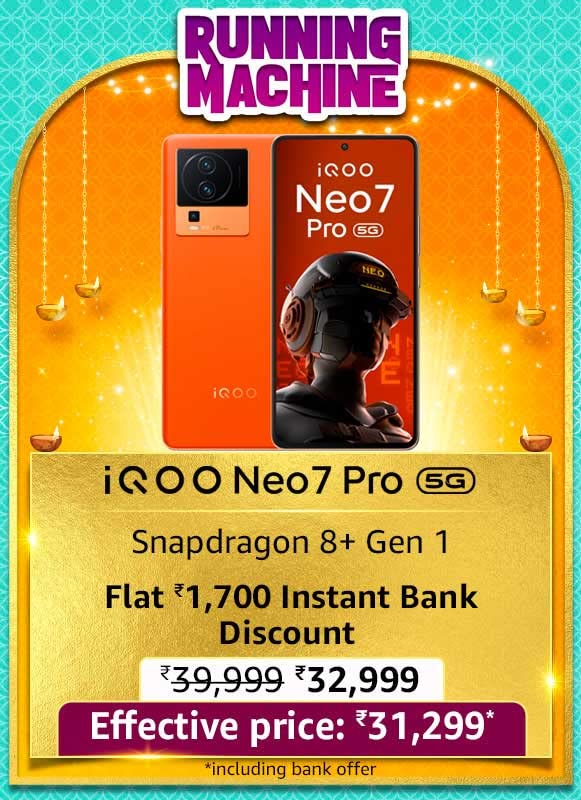 RUNNING
MACHINE
iQOO
Neo7
Pro 5G
NEO
iQOO
iQOO Neo7 Pro 5G
Snapdragon 8+ Gen 1
Flat ₹1,700 Instant Bank
Discount
₹39,999 ₹32,999
Effective price: ₹31,299*
*including bank offer